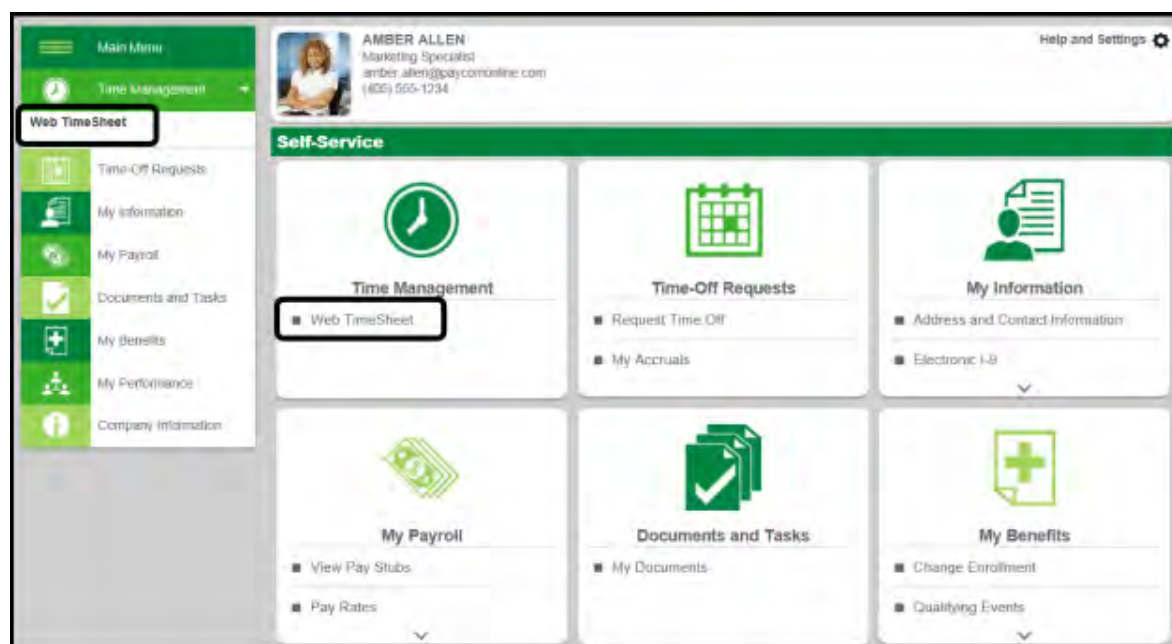 Main Menu
Time Management
Web TimeSheet
Time-Off Requests
My Information
My Payroll
Documents and Tasks
My Benefits
My Performance
Company Information
AMBER ALLEN
Marketing Specialist
amber.allen@paycomonline.com
(405) 555-1234
Help and Settings
Self-Service
Time Management
Web TimeSheet
Time-Off Requests
Request Time Off
My Accruals
My Information
Address and Contact Information
Electronic I-9
My Payroll
View Pay Stubs
Pay Rates
Documents and Tasks
My Documents
My Benefits
Change Enrollment
Qualifying Events